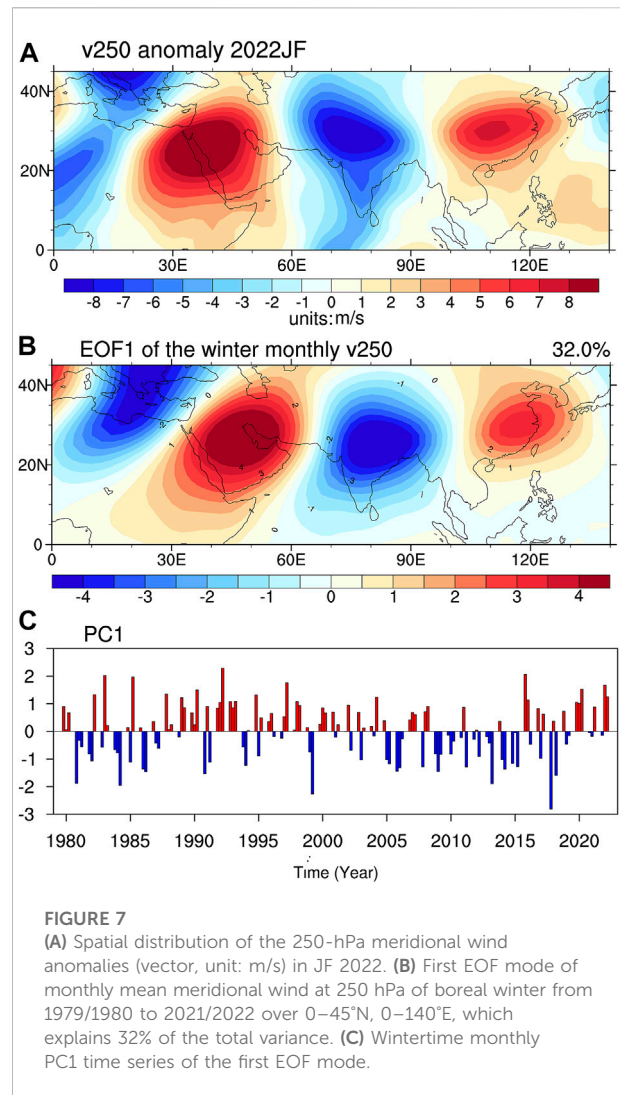 A v250 anomaly 2022JF
40N
20N
0
0 30E 60E 90E 120E
-8 -7 -6 -5 -4 -3 -2 -1 0 1 2 3 4 5 6 7 8
units: m/s
B EOF1 of the winter monthly v250 32.0%
40N
20N
0
0 30E 60E 90E 120E
-4 -3 -2 -1 0 1 2 3 4
C PC1
3
2
1
0
-1
-2
-3
1980 1985 1990 1995 2000 2005 2010 2015 2020
Time (Year)
FIGURE 7
(A) Spatial distribution of the 250-hPa meridional wind
anomalies (vector, unit: m/s) in JF 2022. (B) First EOF mode of
monthly mean meridional wind at 250 hPa of boreal winter from
1979/1980 to 2021/2022 over 0–45°N, 0–140°E, which
explains 32% of the total variance. (C) Wintertime monthly
PC1 time series of the first EOF mode.